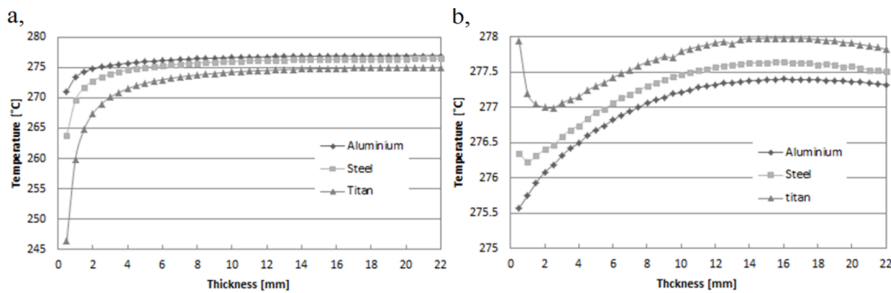 a,
280
275
270
265
260
255
250
245
Temperature [°C]
0 2 4 6 8 10 12 14 16 18 20 22
Thickness [mm]
Aluminium
Steel
Titan
b,
278
277.5
277
276.5
276
275.5
275
Temperature [°C]
0 2 4 6 8 10 12 14 16 18 20 22
Thckness [mm]
Aluminium
Steel
titan